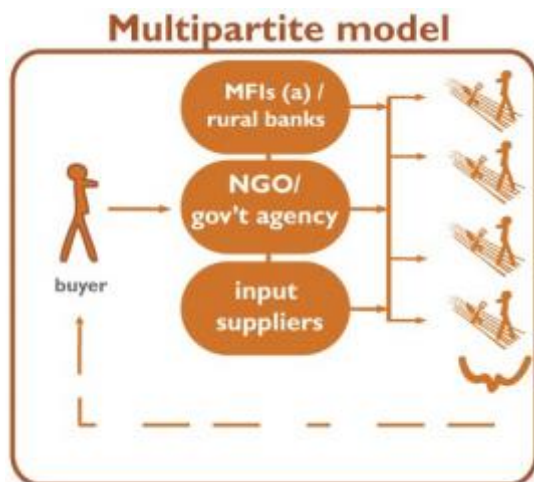 Multipartite model
MFIs (a) /
rural banks
NGO/
gov't agency
input
suppliers
buyer